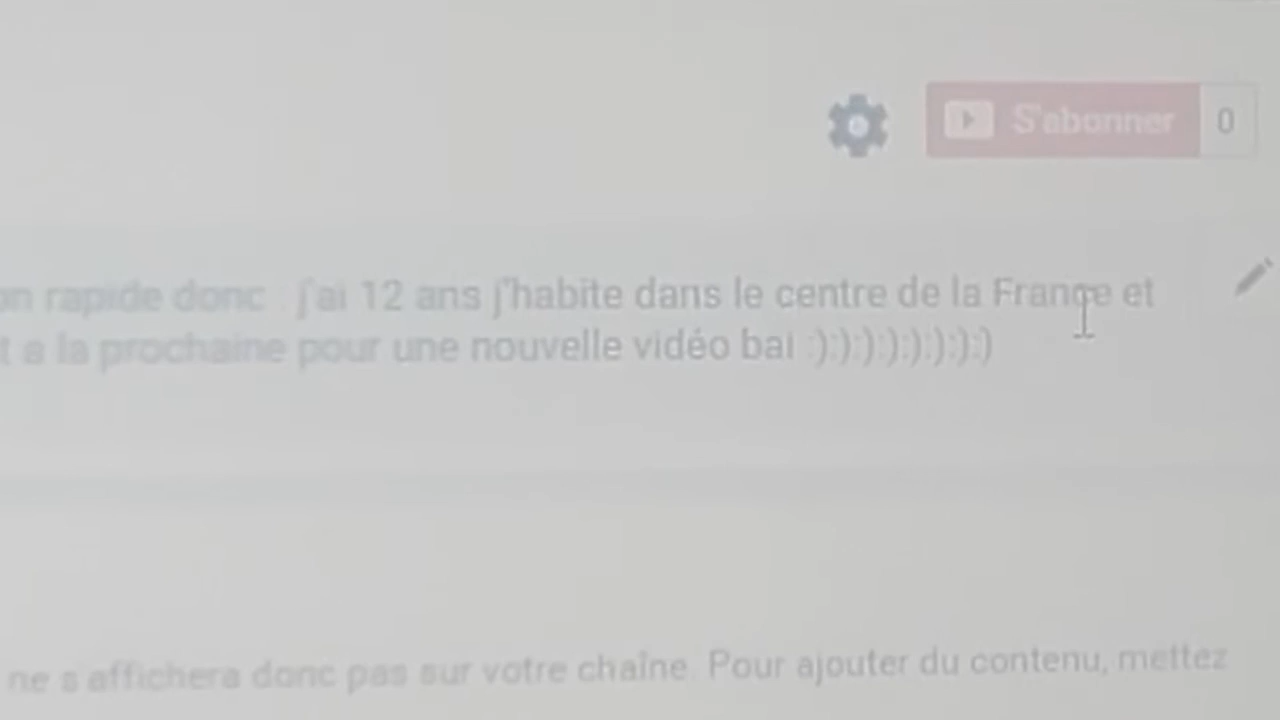 S'abonner 0
on rapide donc : j'ai 12 ans j'habite dans le centre de la France et
t a la prochaine pour une nouvelle vidéo bai :):):):):):):):)
ne s'affichera donc pas sur votre chaîne. Pour ajouter du contenu, mettez